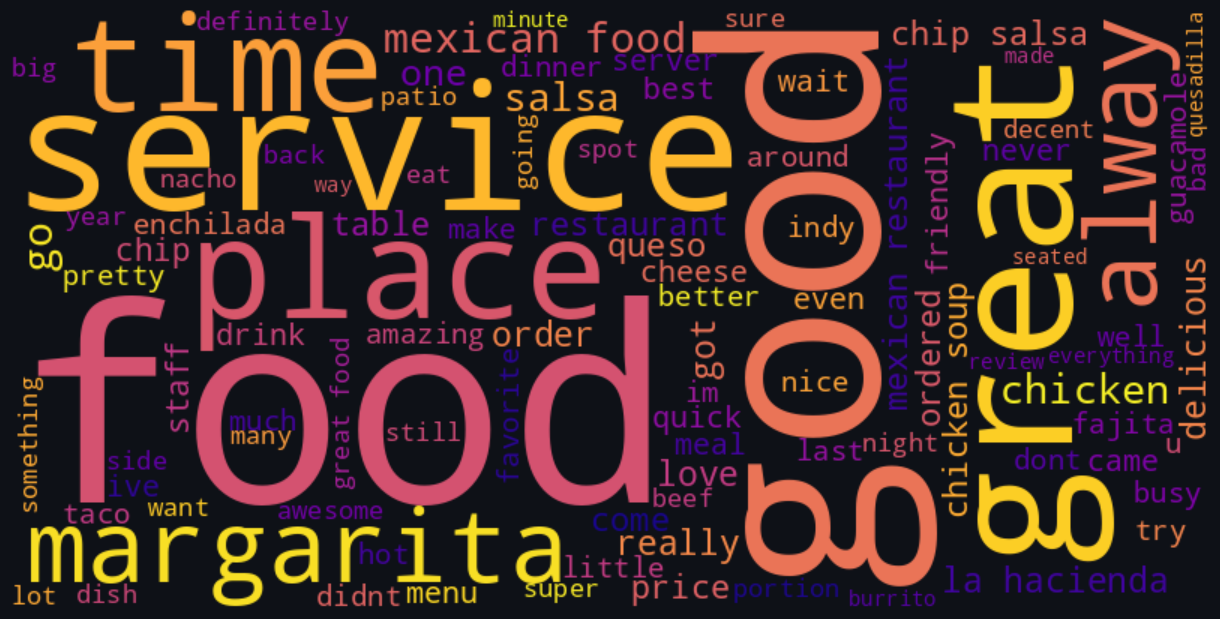 definitely
minute
sure
time
mexican food
chip salsa
made
quesadilla
big
one
dinner
server
patio
salsa
best
wait
service
back
going
spot
around
decent
never
nacho
way
eat
great
alway
guacamole
bad
year
enchilada
table
make
restaurant
mexican restaurant
friendly
good
indy
go
chip
place
queso
cheese
seated
pretty
better
even
drink
amazing
order
got
ordered
chicken soup
well
review
everything
delicious
food
staff
great food
favorite
im
nice
chicken
something
much
many
still
quick
meal
last
night
fajita
u
side
ive
love
beef
dont
came
busy
taco
want
awesome
come
really
try
margarita
hot
little
price
portion
la hacienda
lot
dish
didnt
menu
super
burrito